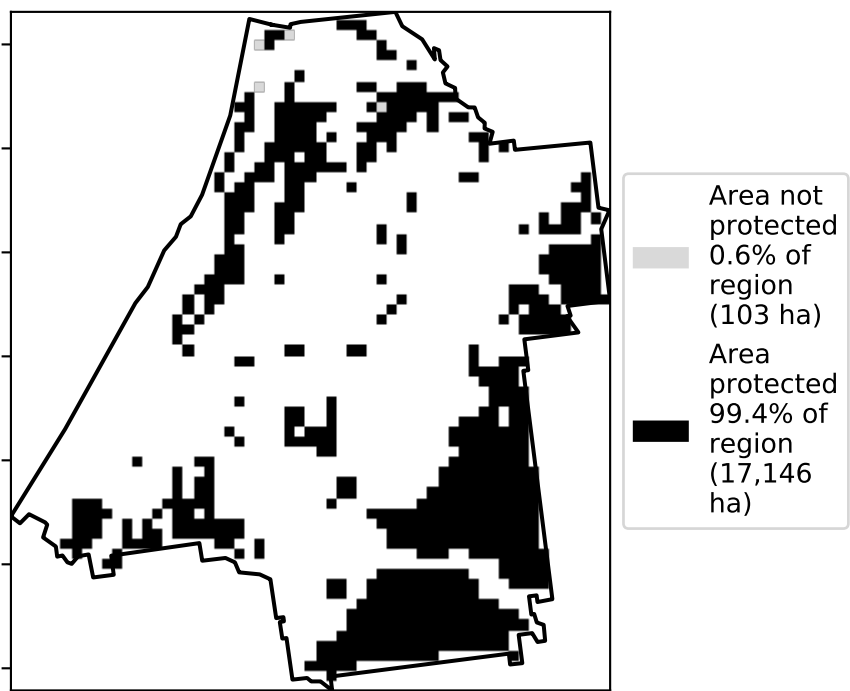 Area not
protected
0.6% of
region
(103 ha)
Area
protected
99.4% of
region
(17,146
ha)